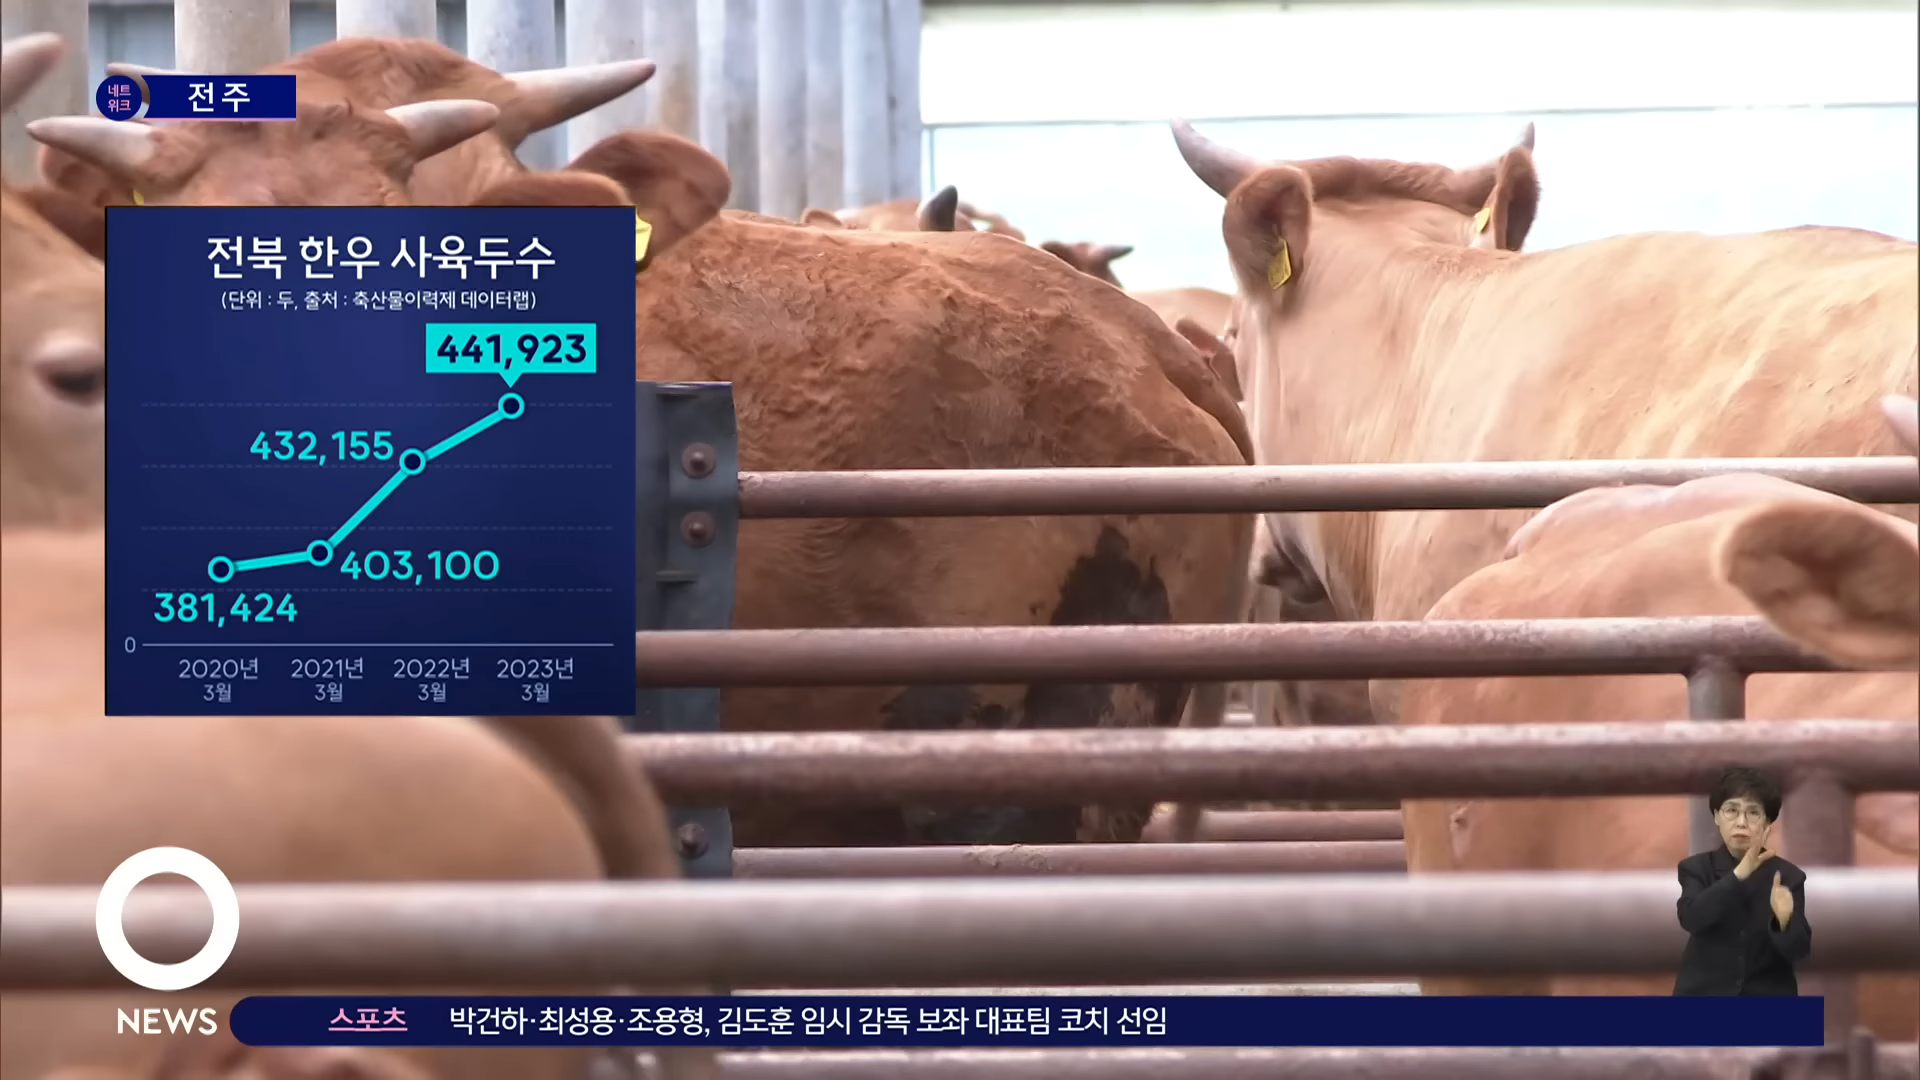 네트
워크
전주
전북 한우 사육두수
(단위 : 두, 출처 : 축산물이력제 데이터랩)
441,923
432,155
403,100
381,424
0
2020년 2021년 2022년 2023년
3월 3월 3월 3월
NEWS
스포츠 박건하·최성용·조용형, 김도훈 임시 감독 보좌 대표팀 코치 선임